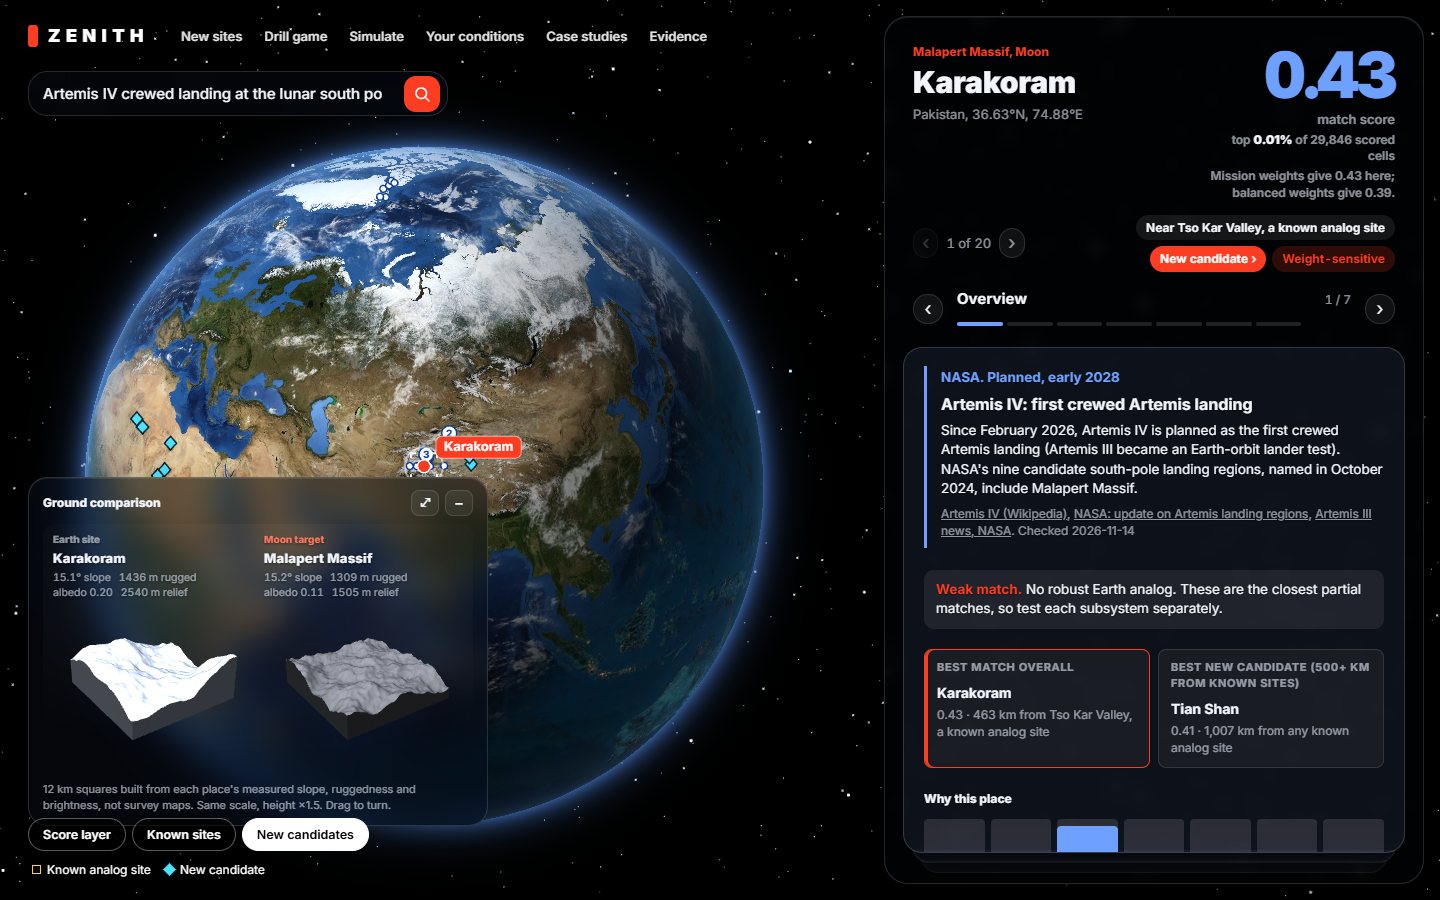 ZENITH
New sites Drill game Simulate Your conditions Case studies Evidence
Artemis IV crewed landing at the lunar south po
2
Karakoram
3
Ground comparison
Earth site
Karakoram
15.1° slope 1436 m rugged
albedo 0.20 2540 m relief
Moon target
Malapert Massif
15.2° slope 1309 m rugged
albedo 0.11 1505 m relief
12 km squares built from each place's measured slope, ruggedness and
brightness, not survey maps. Same scale, height ×1.5. Drag to turn.
Score layer Known sites New candidates
Known analog site New candidate
Malapert Massif, Moon
Karakoram
Pakistan, 36.63°N, 74.88°E
0.43
match score
top 0.01% of 29,846 scored
cells
Mission weights give 0.43 here;
balanced weights give 0.39.
1 of 20
Near Tso Kar Valley, a known analog site
New candidate › Weight-sensitive
Overview 1 / 7
NASA. Planned, early 2028
Artemis IV: first crewed Artemis landing
Since February 2026, Artemis IV is planned as the first crewed
Artemis landing (Artemis III became an Earth-orbit lander test).
NASA's nine candidate south-pole landing regions, named in October
2024, include Malapert Massif.
Artemis IV (Wikipedia), NASA: update on Artemis landing regions, Artemis III
news, NASA. Checked 2026-11-14
Weak match. No robust Earth analog. These are the closest partial
matches, so test each subsystem separately.
BEST MATCH OVERALL
Karakoram
0.43 · 463 km from Tso Kar Valley,
a known analog site
BEST NEW CANDIDATE (500+ KM
FROM KNOWN SITES)
Tian Shan
0.41 · 1,007 km from any known
analog site
Why this place